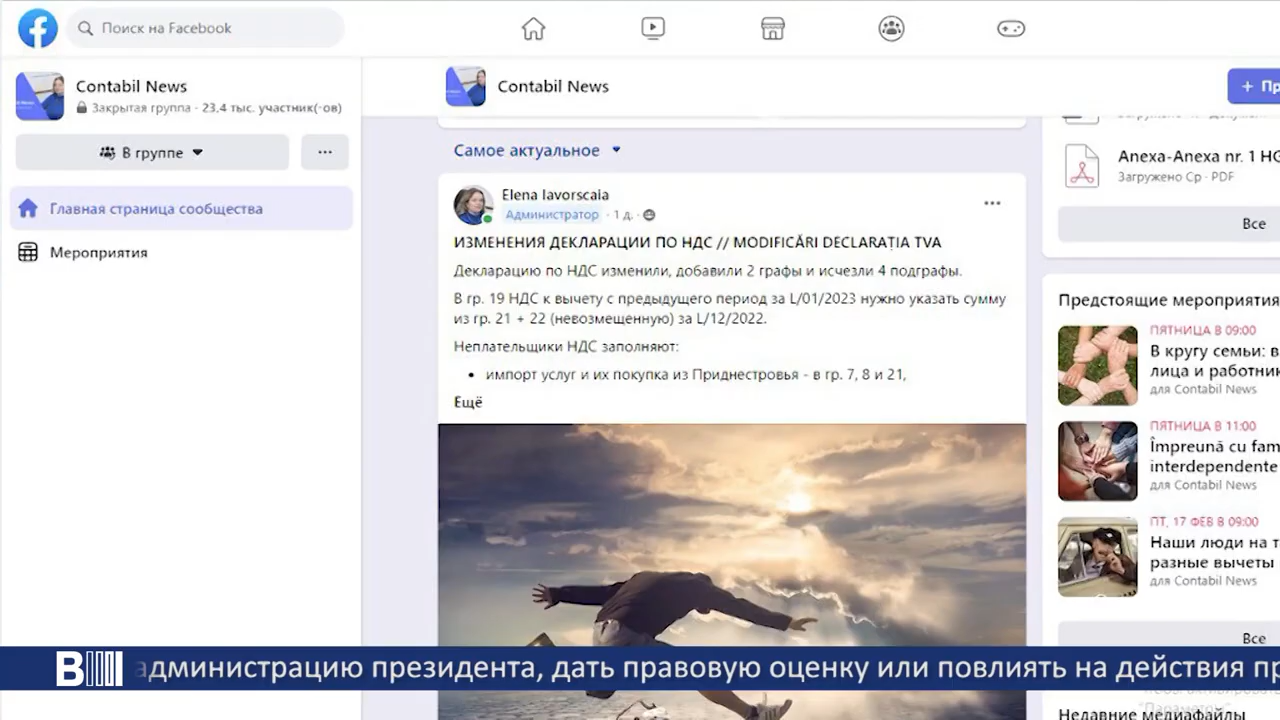 Поиск на Facebook
Contabil News
Закрытая группа · 23,4 тыс. участник(-ов)
В группе
Главная страница сообщества
Мероприятия
Contabil News
+ Пр
Самое актуальное
Elena Iavorscaia
Администратор · 1 д. ·
ИЗМЕНЕНИЯ ДЕКЛАРАЦИИ ПО НДС // MODIFICĂRI DECLARAȚIA TVA
Декларацию по НДС изменили, добавили 2 графы и исчезли 4 подграфы.
В гр. 19 НДС к вычету с предыдущего период за L/01/2023 нужно указать сумму
из гр. 21 + 22 (невозмещенную) за L/12/2022.
Неплательщики НДС заполняют:
• импорт услуг и их покупка из Приднестровья - в гр. 7, 8 и 21,
Ещё
Anexa-Anexa nr. 1 HG
Загружено Ср · PDF
Все
Предстоящие мероприятия
ПЯТНИЦА В 09:00
В кругу семьи: в
лица и работник
для Contabil News
ПЯТНИЦА В 11:00
Împreună cu fam
interdependente
для Contabil News
ПТ, 17 ФЕВ В 09:00
Наши люди на т
разные вычеты
для Contabil News
Все
Недавние медиафайлы
администрацию президента, дать правовую оценку или повлиять на действия пр